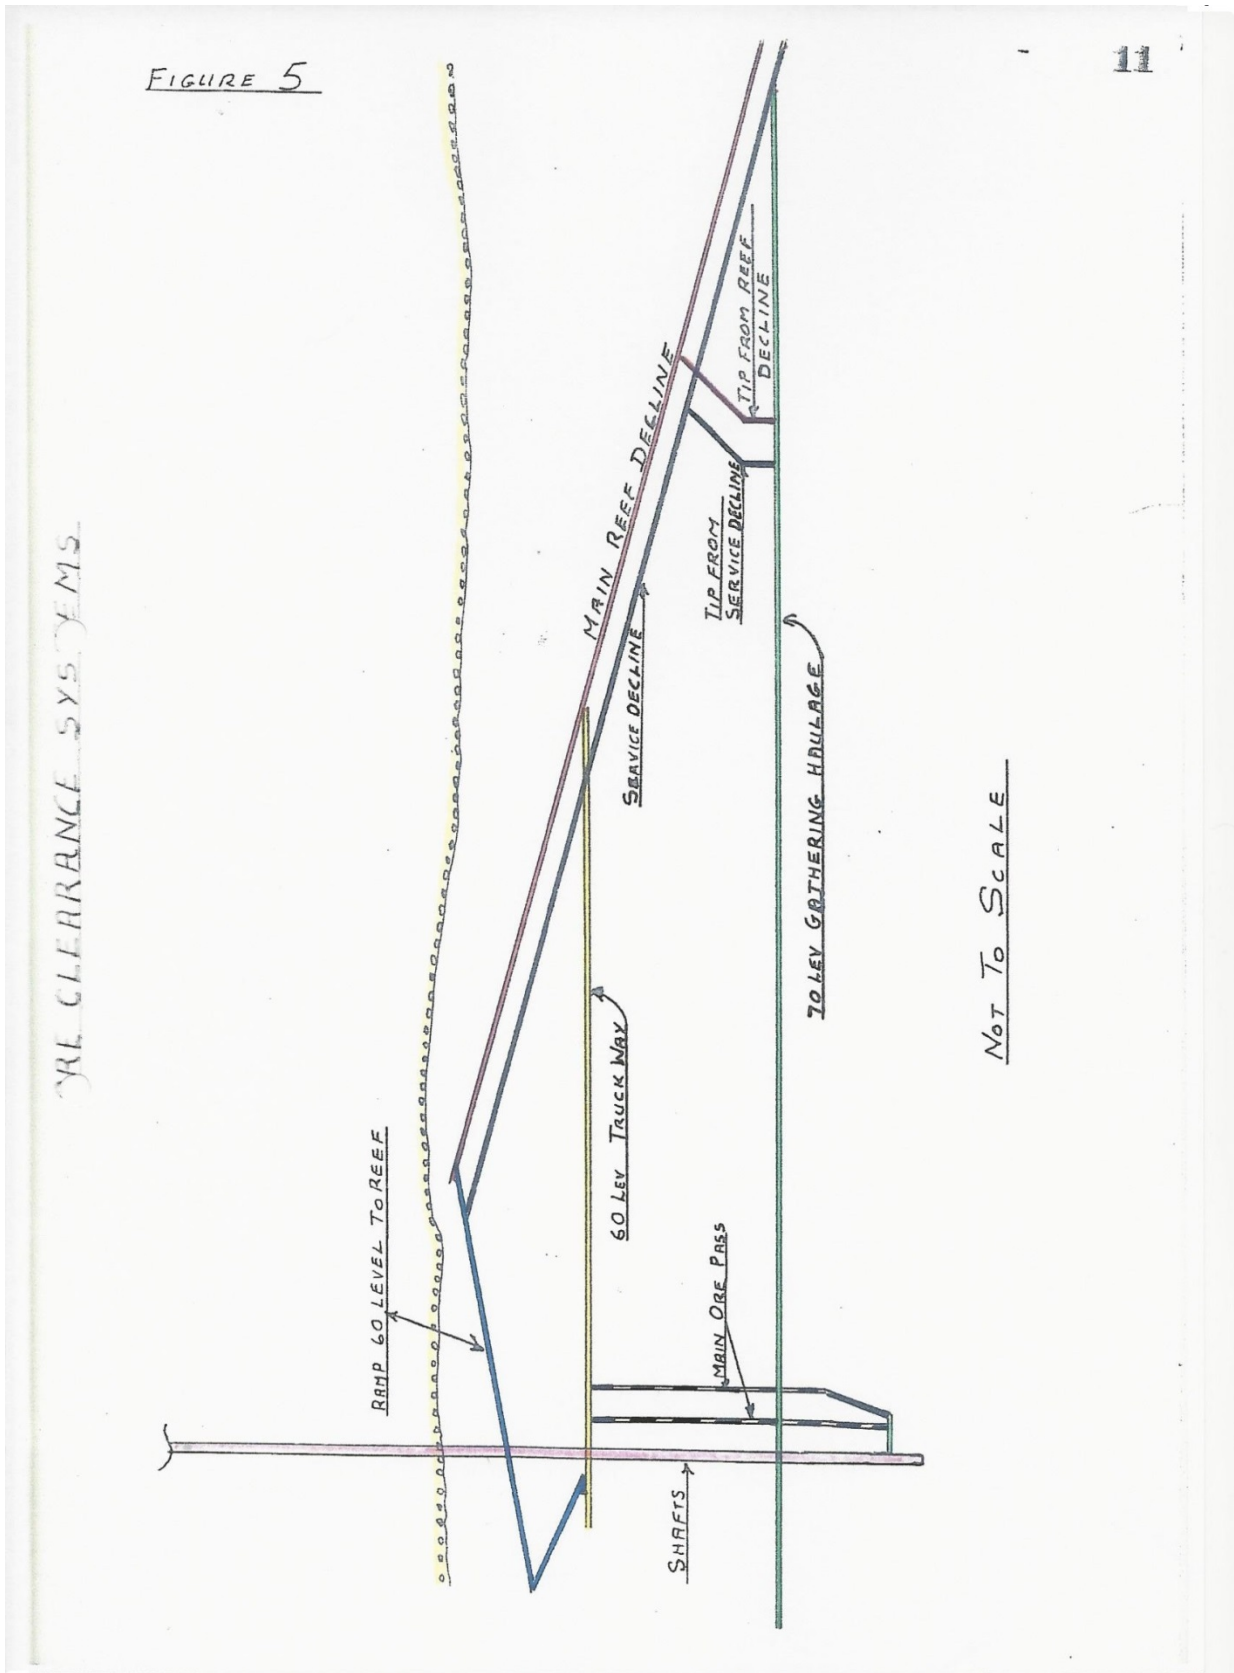 FIGURE 5
11
YRE CLEARANCE SYSTEMS
MAIN REEF DECLINE
TIP FROM REEF
DECLINE
SERVICE DECLINE
TIP FROM
SERVICE DECLINE
70 LEV GATHERING HAULAGE
60 LEV TRUCK WAY
RAMP 60 LEVEL TO REEF
MAIN ORE PASS
SHAFTS
NOT TO SCALE